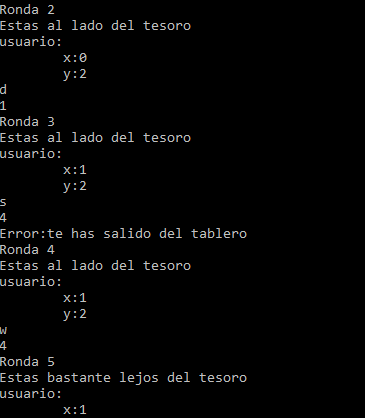 Ronda 2
Estas al lado del tesoro
usuario:
x:0
y:2
d
1
Ronda 3
Estas al lado del tesoro
usuario:
x:1
y:2
s
4
Error:te has salido del tablero
Ronda 4
Estas al lado del tesoro
usuario:
x:1
y:2
w
4
Ronda 5
Estas bastante lejos del tesoro
usuario:
x:1